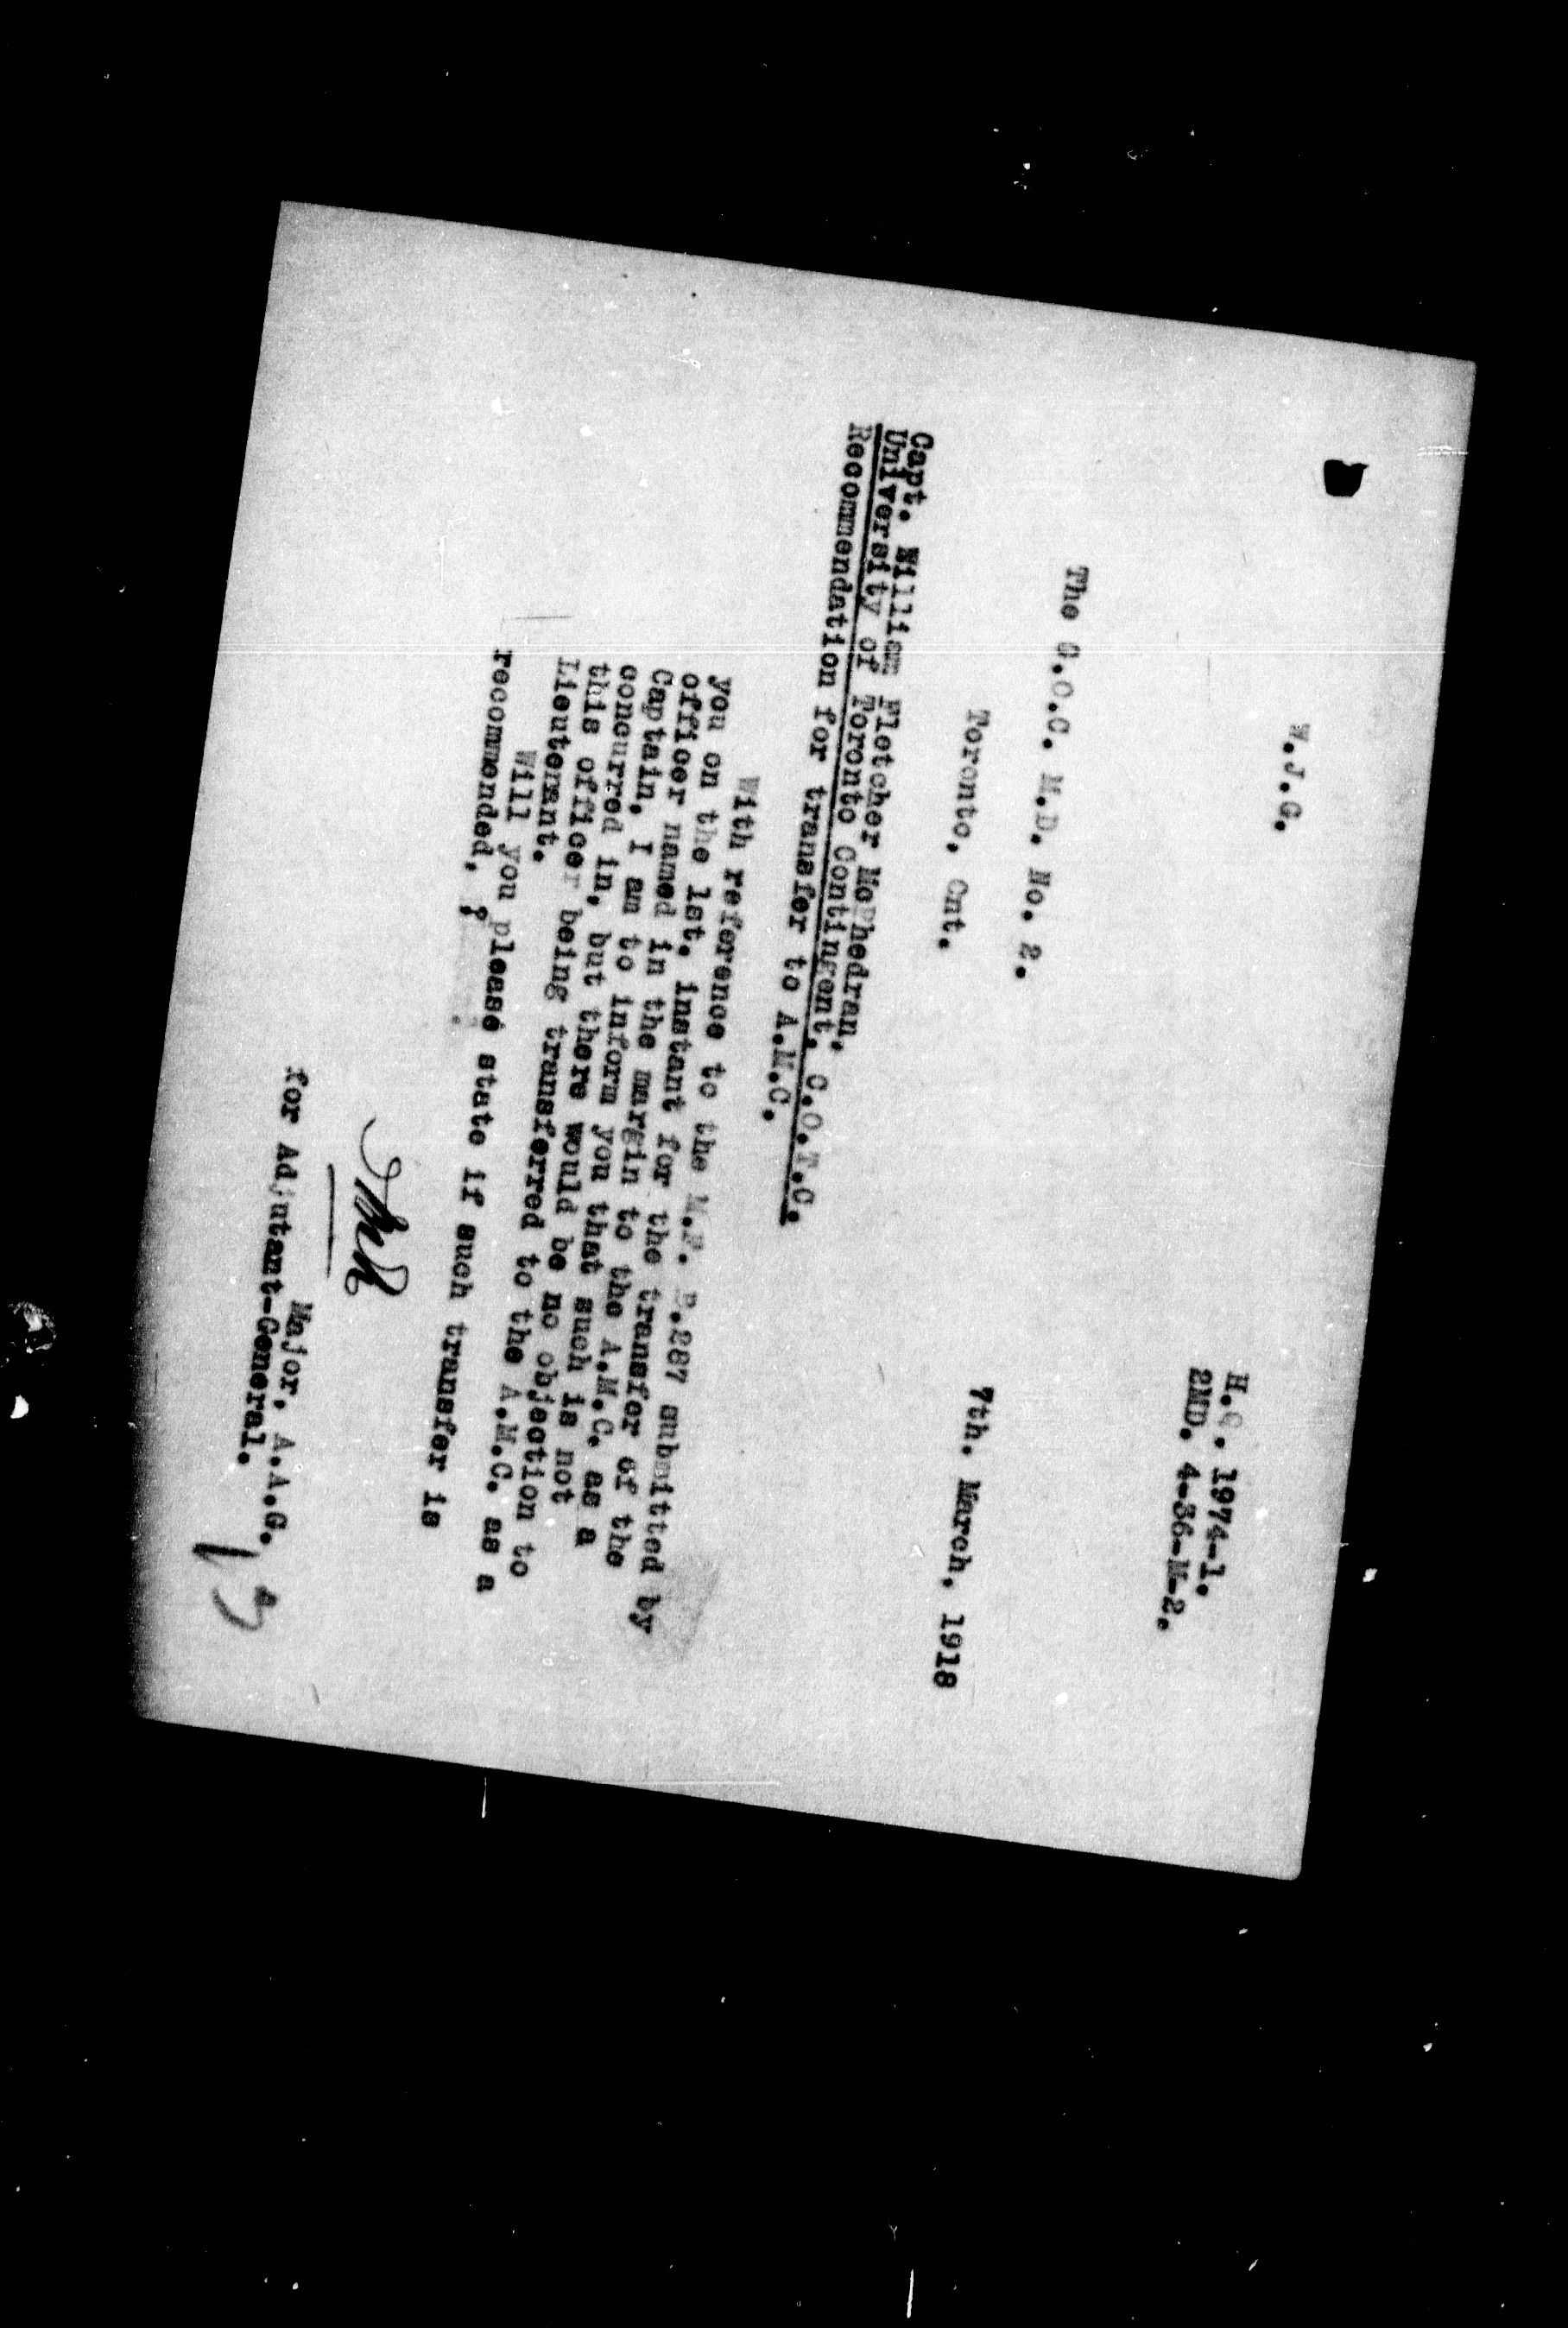 W.J.G.
H.Q. 1974-1.
2MD. 4-36-M-2.
The G.O.C. M.D. No. 2.
Toronto, Ont.
7th. March, 1918
Capt. William Fletcher McPhedran,
University of Toronto Contingent, C.O.T.C.
Recommendation for transfer to A.M.C.
With reference to the M.F. B.287 submitted by
you on the 1st. instant for the transfer of the
officer named in the margin to the A.M.C. as a
Captain, I am to inform you that such is not
concurred in, but there would be no objection to
this officer being transferred to the A.M.C. as a
Lieutenant.
Will you please state if such transfer is
recommended. ?
Major, A.A.G.
for Adjutant-General.